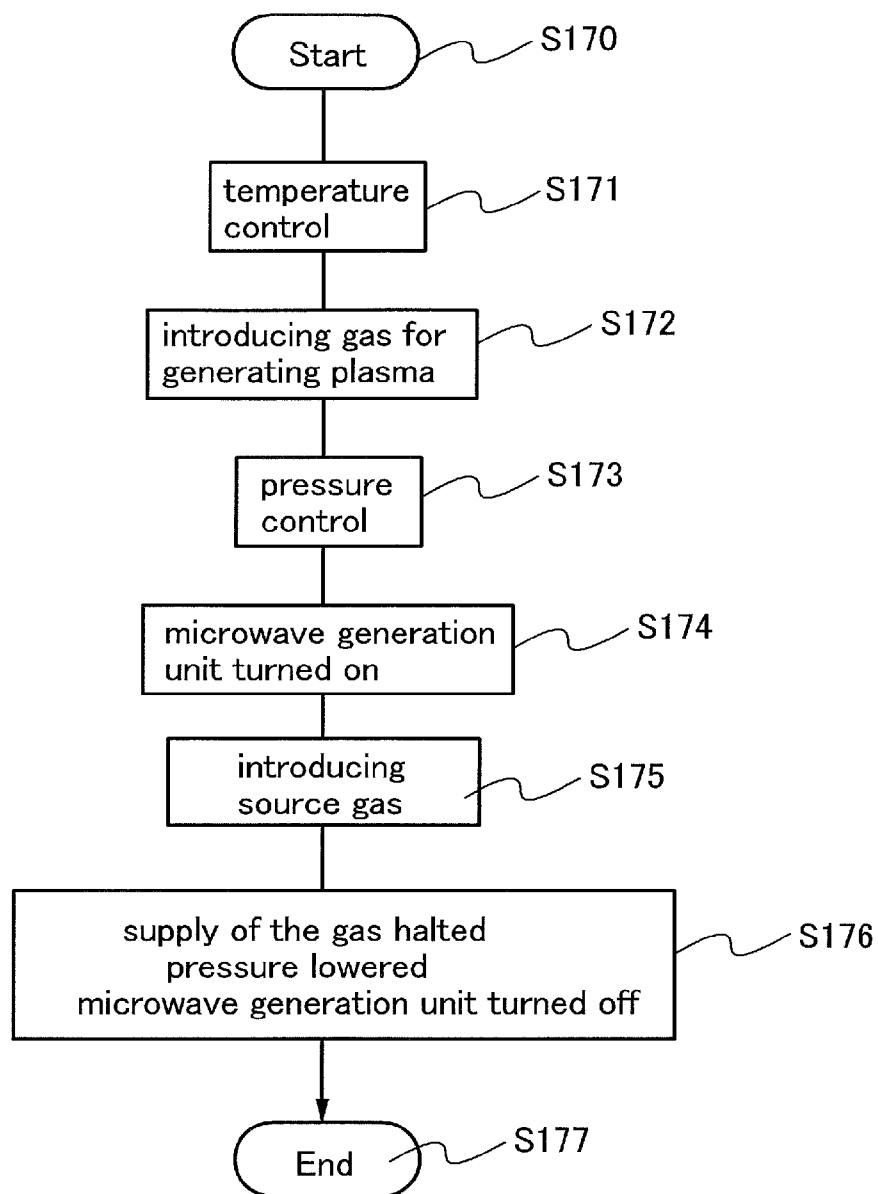 Start
S170
temperature
control
S171
introducing gas for
generating plasma
S172
pressure
control
S173
microwave generation
unit turned on
S174
introducing
source gas
S175
supply of the gas halted
pressure lowered
microwave generation unit turned off
S176
End
S177